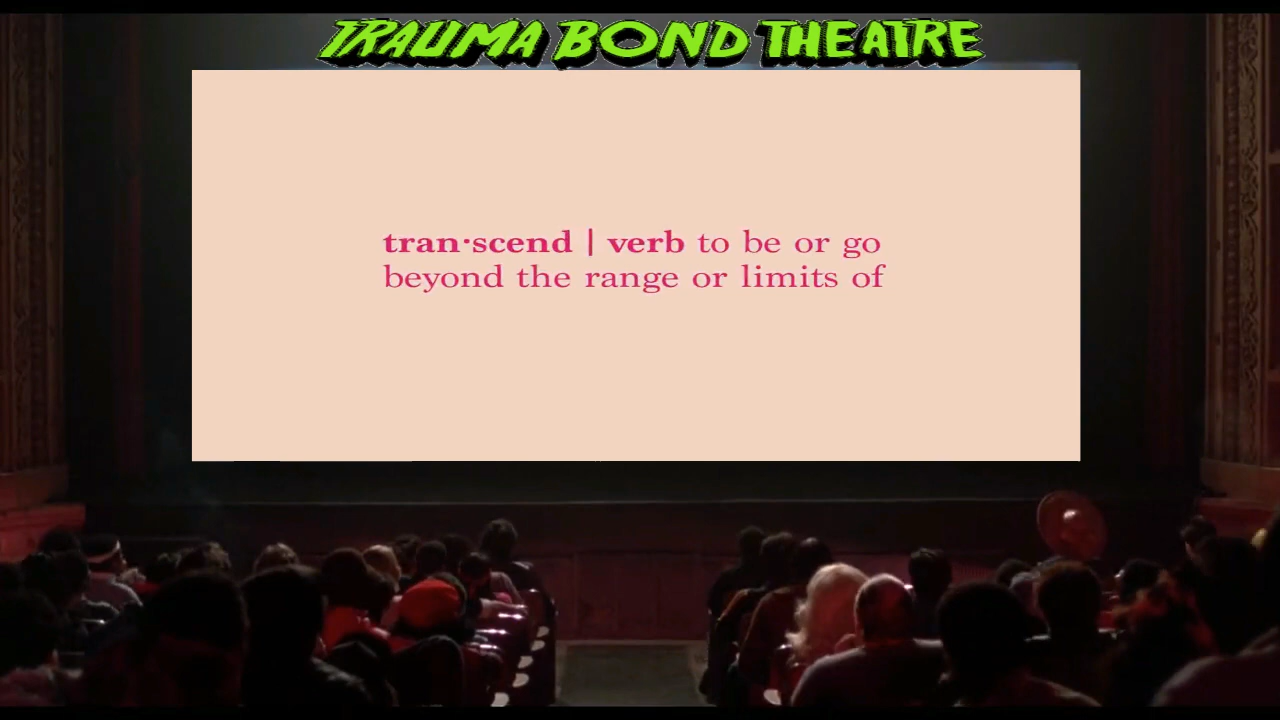 TRAUMA BOND THEATRE
tran·scend | verb to be or go
beyond the range or limits of